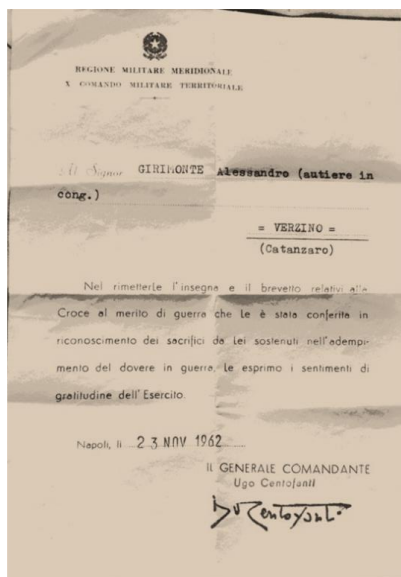 REGIONE MILITARE MERIDIONALE
X COMANDO MILITARE TERRITORIALE
Al Signor GIRIMONTE Alessandro (autiere in
cong.)
= VERZINO =
(Catanzaro)
Nel rimetterLe l'insegna e il brevetto relativi alla
Croce al merito di guerra che Le è stata conferita in
riconoscimento dei sacrifici da Lei sostenuti nell'adempi-
mento del dovere in guerra, Le esprimo i sentimenti di
gratitudine dell'Esercito.
Napoli, li 23 NOV 1962
IL GENERALE COMANDANTE
Ugo Centofanti
U Centofanti